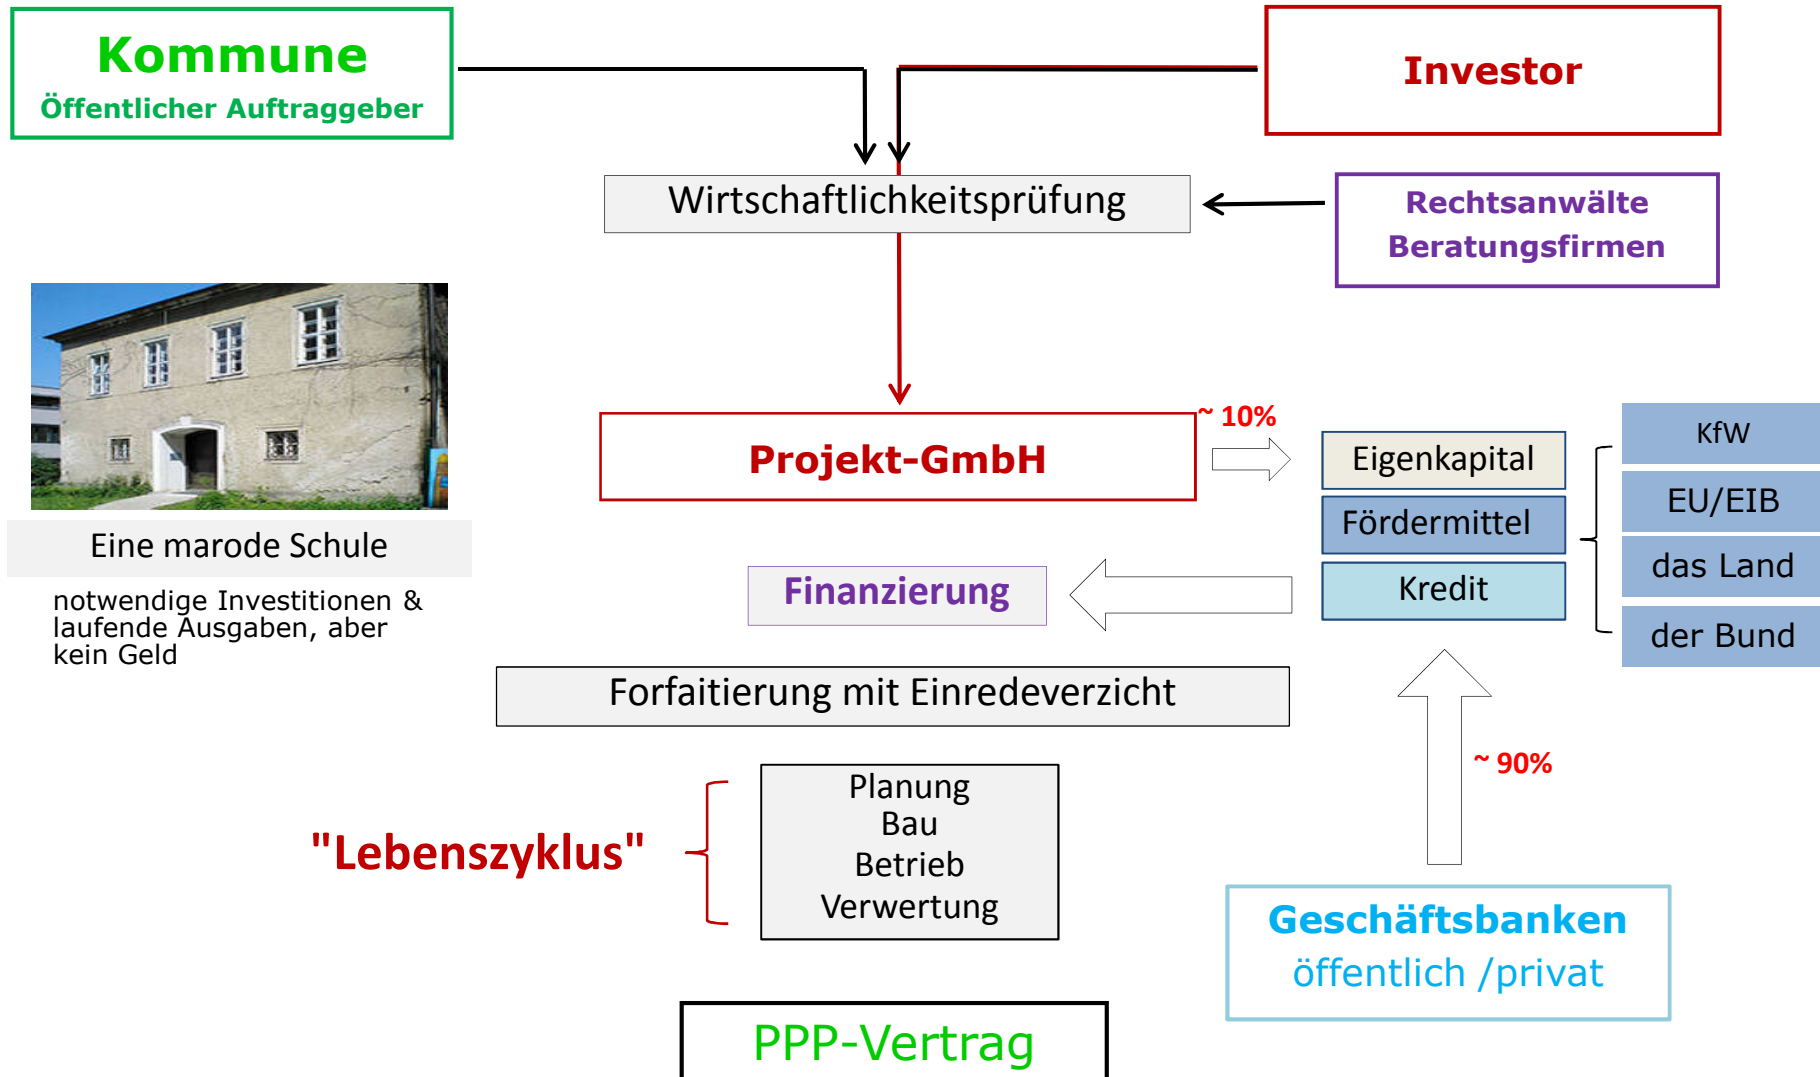 Kommune
Öffentlicher Auftraggeber
Investor
Wirtschaftlichkeitsprüfung
Rechtsanwälte
Beratungsfirmen
Eine marode Schule
notwendige Investitionen &
laufende Ausgaben, aber
kein Geld
Projekt-GmbH
~ 10%
Eigenkapital
Fördermittel
Kredit
KfW
EU/EIB
das Land
der Bund
Finanzierung
Forfaitierung mit Einredeverzicht
~ 90%
"Lebenszyklus"
Planung
Bau
Betrieb
Verwertung
Geschäftsbanken
öffentlich /privat
PPP-Vertrag